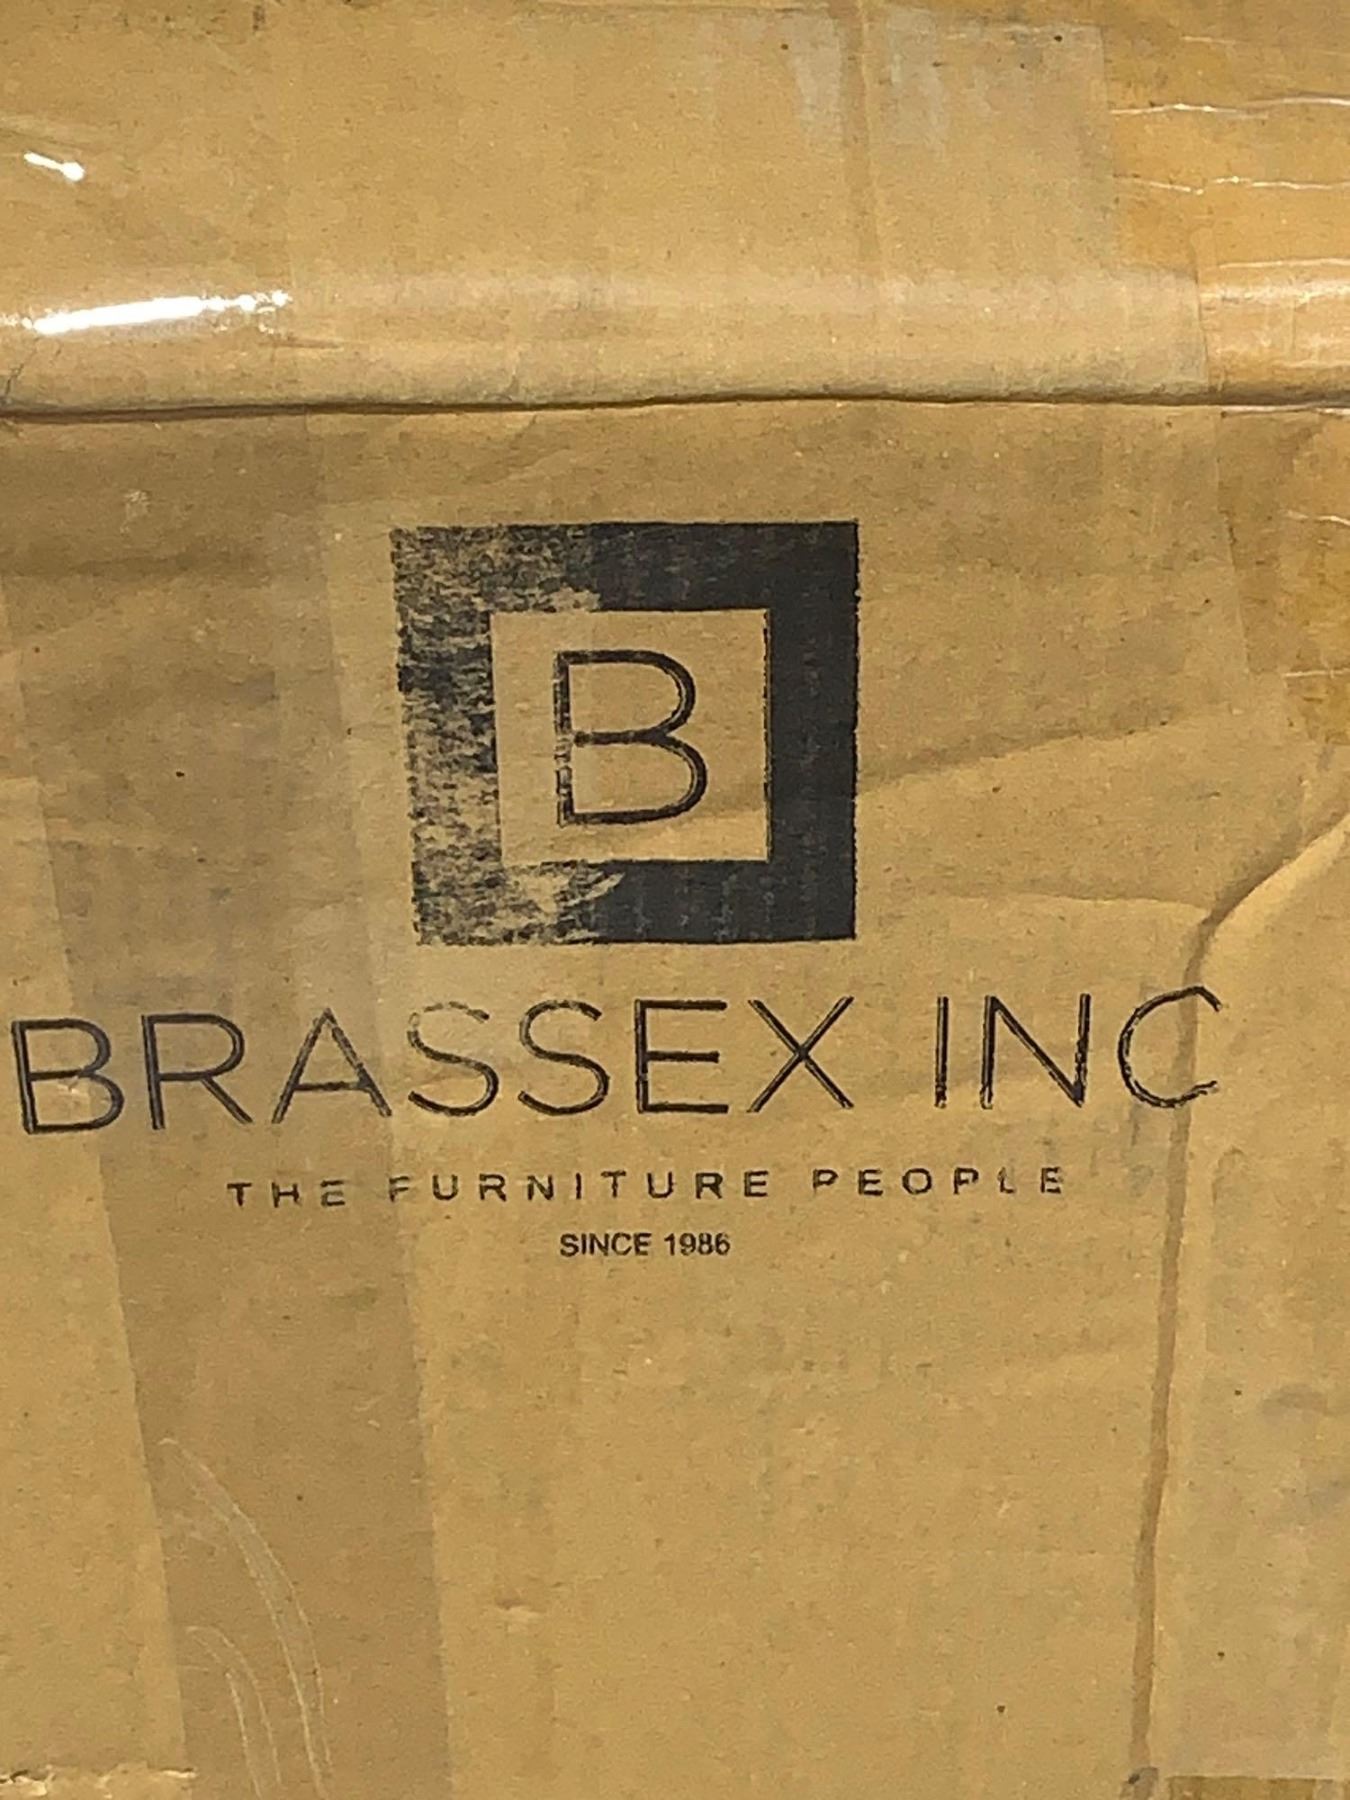 B
BRASSEX INC
THE FURNITURE PEOPLE
SINCE 1986